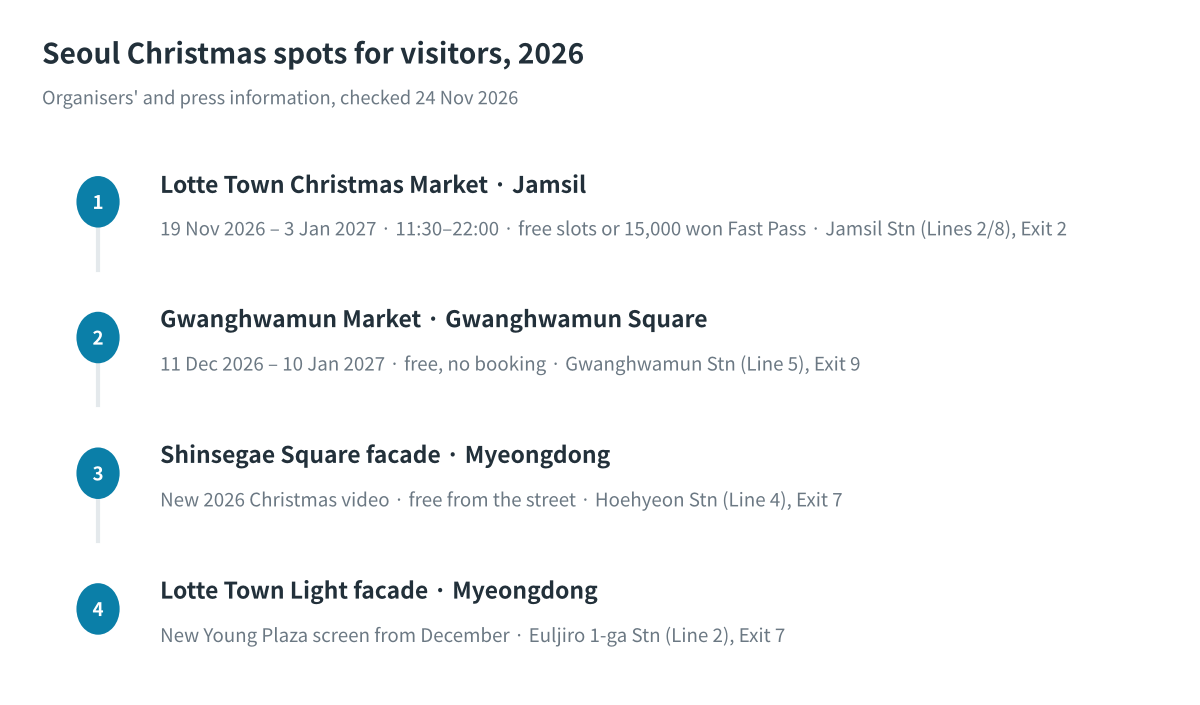 Seoul Christmas spots for visitors, 2026
Organisers' and press information, checked 24 Nov 2026
1
Lotte Town Christmas Market · Jamsil
19 Nov 2026 – 3 Jan 2027 · 11:30–22:00 · free slots or 15,000 won Fast Pass · Jamsil Stn (Lines 2/8), Exit 2
2
Gwanghwamun Market · Gwanghwamun Square
11 Dec 2026 – 10 Jan 2027 · free, no booking · Gwanghwamun Stn (Line 5), Exit 9
3
Shinsegae Square facade · Myeongdong
New 2026 Christmas video · free from the street · Hoehyeon Stn (Line 4), Exit 7
4
Lotte Town Light facade · Myeongdong
New Young Plaza screen from December · Euljiro 1-ga Stn (Line 2), Exit 7